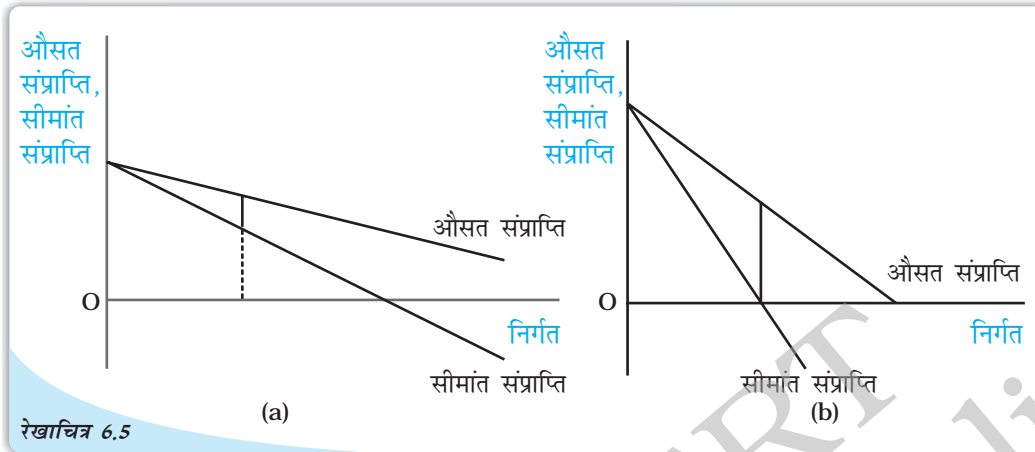 औसत
संप्राप्ति,
सीमांत
संप्राप्ति
औसत संप्राप्ति
O
निर्गत
सीमांत संप्राप्ति
(a)
औसत
संप्राप्ति,
सीमांत
संप्राप्ति
औसत संप्राप्ति
O
निर्गत
सीमांत संप्राप्ति
(b)
रेखाचित्र 6.5